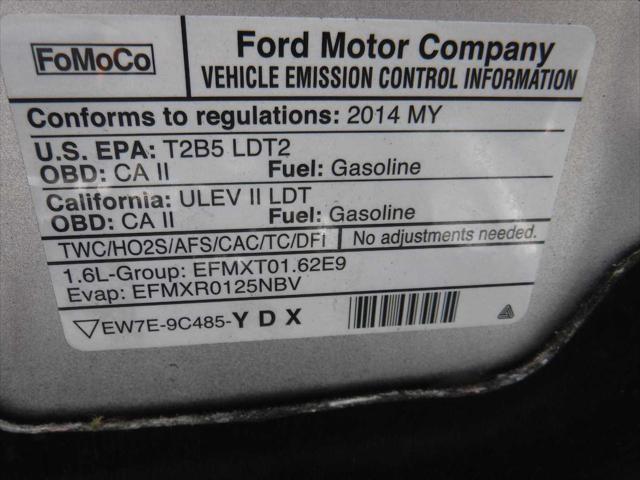 FoMoCo
Ford Motor Company
VEHICLE EMISSION CONTROL INFORMATION
Conforms to regulations: 2014 MY
U.S. EPA: T2B5 LDT2
OBD: CA II Fuel: Gasoline
California: ULEV II LDT
OBD: CA II Fuel: Gasoline
TWC/HO2S/AFS/CAC/TC/DFI No adjustments needed.
1.6L-Group: EFMXT01.62E9
Evap: EFMXR0125NBV
EW7E-9C485-YDX